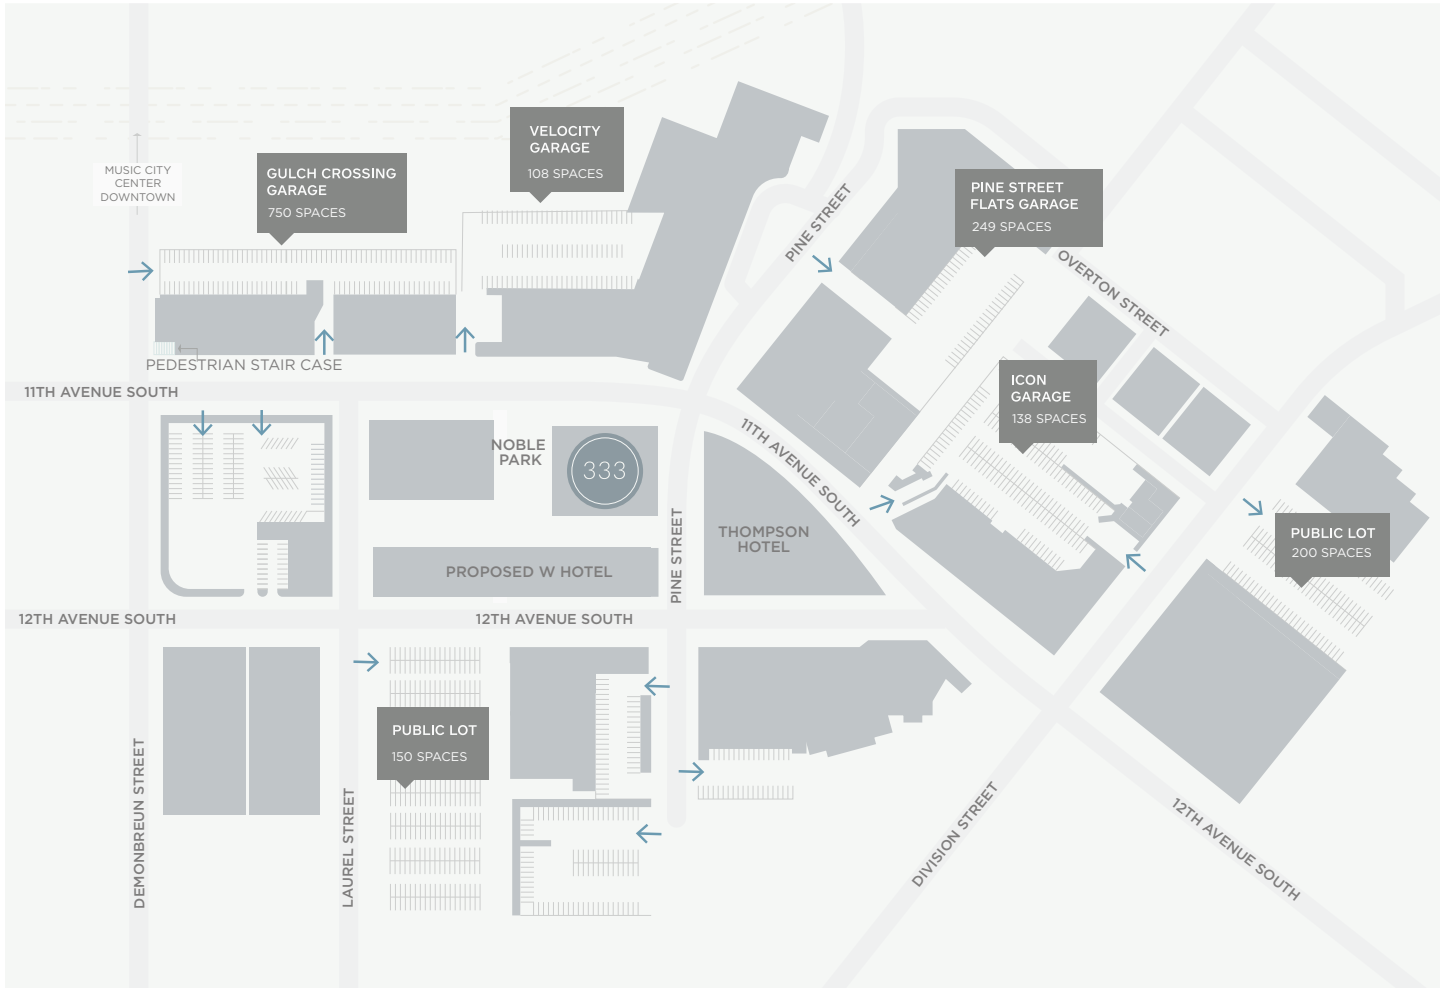 VELOCITY
GARAGE
108 SPACES
GULCH CROSSING
GARAGE
750 SPACES
MUSIC CITY
CENTER
DOWNTOWN
PINE STREET
FLATS GARAGE
249 SPACES
PINE STREET
OVERTON STREET
PEDESTRIAN STAIR CASE
11TH AVENUE SOUTH
ICON
GARAGE
138 SPACES
NOBLE
PARK
333
11TH AVENUE SOUTH
THOMPSON
HOTEL
PINE STREET
PROPOSED W HOTEL
PUBLIC LOT
200 SPACES
12TH AVENUE SOUTH
12TH AVENUE SOUTH
PUBLIC LOT
150 SPACES
DEMONBREUN STREET
LAUREL STREET
DIVISION STREET
12TH AVENUE SOUTH